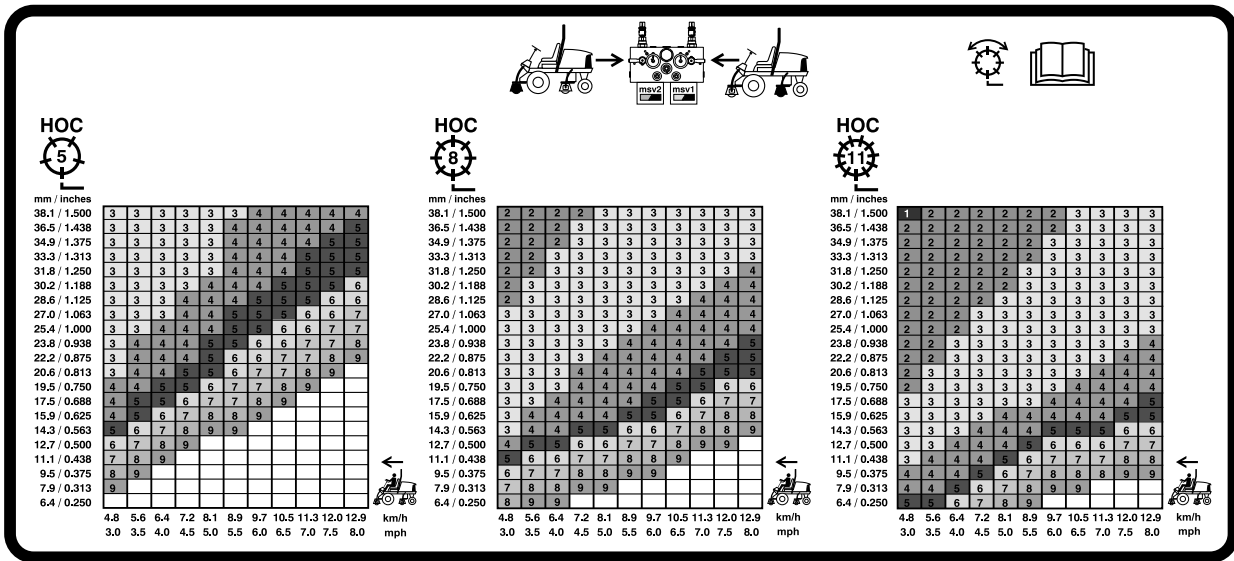 msv2 msv1
HOC
5
mm / inches
38.1 / 1.500 3 3 3 3 3 3 4 4 4 4 4
36.5 / 1.438 3 3 3 3 3 4 4 4 4 4 5
34.9 / 1.375 3 3 3 3 3 4 4 4 4 5 5
33.3 / 1.313 3 3 3 3 3 4 4 4 5 5 5
31.8 / 1.250 3 3 3 3 3 4 4 4 5 5 5
30.2 / 1.188 3 3 3 3 4 4 4 5 5 5 6
28.6 / 1.125 3 3 3 4 4 4 5 5 5 6 6
27.0 / 1.063 3 3 3 4 4 5 5 5 6 6 7
25.4 / 1.000 3 3 4 4 4 5 5 6 6 7 7
23.8 / 0.938 3 4 4 4 5 5 6 6 7 7 8
22.2 / 0.875 3 4 4 4 5 6 6 7 7 8 9
20.6 / 0.813 3 4 4 5 5 6 7 7 8 9
19.5 / 0.750 4 4 5 5 6 7 7 8 9
17.5 / 0.688 4 5 5 6 7 7 8 9
15.9 / 0.625 4 5 6 7 8 8 9
14.3 / 0.563 5 6 7 8 9 9
12.7 / 0.500 6 7 8 9
11.1 / 0.438 7 8 9
9.5 / 0.375 8 9
7.9 / 0.313 9
6.4 / 0.250
4.8 5.6 6.4 7.2 8.1 8.9 9.7 10.5 11.3 12.0 12.9 km/h
3.0 3.5 4.0 4.5 5.0 5.5 6.0 6.5 7.0 7.5 8.0 mph
HOC
8
mm / inches
38.1 / 1.500 2 2 2 2 3 3 3 3 3 3 3
36.5 / 1.438 2 2 2 3 3 3 3 3 3 3 3
34.9 / 1.375 2 2 2 3 3 3 3 3 3 3 3
33.3 / 1.313 2 2 3 3 3 3 3 3 3 3 3
31.8 / 1.250 2 2 3 3 3 3 3 3 3 3 4
30.2 / 1.188 2 3 3 3 3 3 3 3 3 4 4
28.6 / 1.125 2 3 3 3 3 3 3 3 4 4 4
27.0 / 1.063 3 3 3 3 3 3 3 4 4 4 4
25.4 / 1.000 3 3 3 3 3 3 4 4 4 4 4
23.8 / 0.938 3 3 3 3 3 4 4 4 4 4 5
22.2 / 0.875 3 3 3 3 4 4 4 4 4 5 5
20.6 / 0.813 3 3 3 4 4 4 4 4 5 5 5
19.5 / 0.750 3 3 3 4 4 4 4 5 5 6 6
17.5 / 0.688 3 3 4 4 4 4 5 5 6 6 7
15.9 / 0.625 3 4 4 4 4 5 5 6 7 7 8
14.3 / 0.563 3 4 4 5 5 6 6 7 8 8 9
12.7 / 0.500 4 5 5 6 6 7 7 8 9 9
11.1 / 0.438 5 6 6 7 7 8 8 9
9.5 / 0.375 6 7 7 8 8 9 9
7.9 / 0.313 7 7 8 9 9
6.4 / 0.250 8 9 9
4.8 5.6 6.4 7.2 8.1 8.9 9.7 10.5 11.3 12.0 12.9 km/h
3.0 3.5 4.0 4.5 5.0 5.5 6.0 6.5 7.0 7.5 8.0 mph
HOC
11
mm / inches
38.1 / 1.500 1 2 2 2 2 2 2 3 3 3 3
36.5 / 1.438 2 2 2 2 2 2 2 3 3 3 3
34.9 / 1.375 2 2 2 2 2 2 3 3 3 3 3
33.3 / 1.313 2 2 2 2 2 2 3 3 3 3 3
31.8 / 1.250 2 2 2 2 2 3 3 3 3 3 3
30.2 / 1.188 2 2 2 2 2 3 3 3 3 3 3
28.6 / 1.125 2 2 2 2 3 3 3 3 3 3 3
27.0 / 1.063 2 2 2 3 3 3 3 3 3 3 3
25.4 / 1.000 2 2 2 3 3 3 3 3 3 3 3
23.8 / 0.938 2 2 3 3 3 3 3 3 3 3 4
22.2 / 0.875 2 2 3 3 3 3 3 3 3 4 4
20.6 / 0.813 2 3 3 3 3 3 3 3 3 4 4
19.5 / 0.750 2 3 3 3 3 3 3 4 4 4 4
17.5 / 0.688 2 3 3 3 3 3 4 4 4 4 5
15.9 / 0.625 3 3 3 3 4 4 4 4 4 5 5
14.3 / 0.563 3 3 3 4 4 4 5 5 5 6 6
12.7 / 0.500 3 3 4 4 4 5 6 6 6 7 7
11.1 / 0.438 3 4 4 4 5 6 6 7 7 8 8
9.5 / 0.375 4 4 4 5 6 7 7 8 8 9 9
7.9 / 0.313 4 4 5 6 7 8 9 9
6.4 / 0.250 5 5 6 7 8 9
4.8 5.6 6.4 7.2 8.1 8.9 9.7 10.5 11.3 12.0 12.9 km/h
3.0 3.5 4.0 4.5 5.0 5.5 6.0 6.5 7.0 7.5 8.0 mph